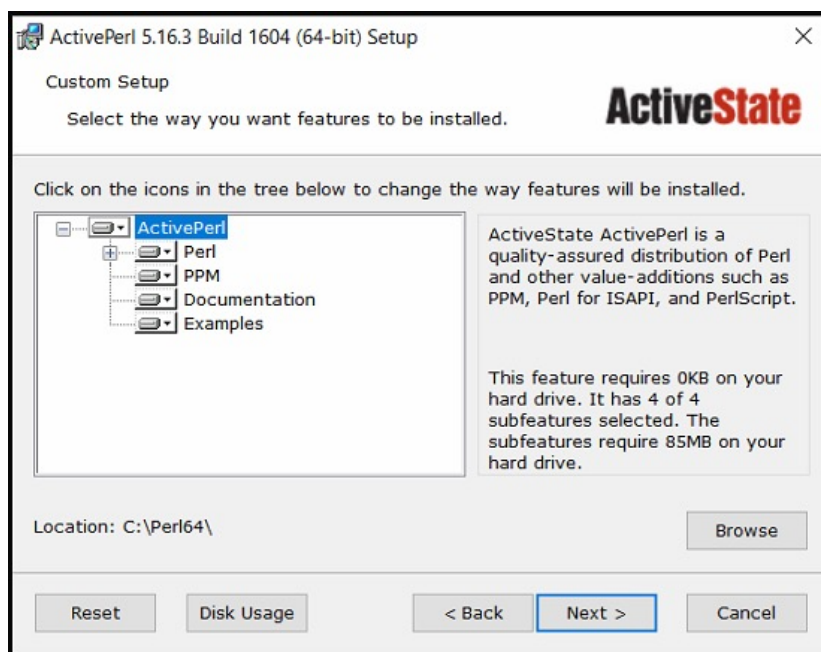 ActivePerl 5.16.3 Build 1604 (64-bit) Setup
Custom Setup
Select the way you want features to be installed.
ActiveState
Click on the icons in the tree below to change the way features will be installed.
ActivePerl
Perl
PPM
Documentation
Examples
ActiveState ActivePerl is a
quality-assured distribution of Perl
and other value-additions such as
PPM, Perl for ISAPI, and PerlScript.
This feature requires 0KB on your
hard drive. It has 4 of 4
subfeatures selected. The
subfeatures require 85MB on your
hard drive.
Location: C:\Perl64\
Browse
Reset
Disk Usage
< Back
Next >
Cancel